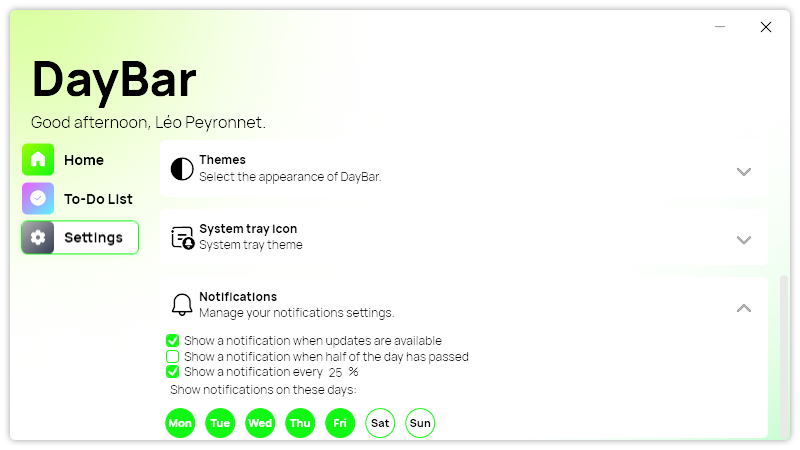 DayBar
Good afternoon, Léo Peyronnet.
Home
To-Do List
Settings
Themes
Select the appearance of DayBar.
System tray icon
System tray theme
Notifications
Manage your notifications settings.
Show a notification when updates are available
Show a notification when half of the day has passed
Show a notification every 25 %
Show notifications on these days:
Mon Tue Wed Thu Fri Sat Sun